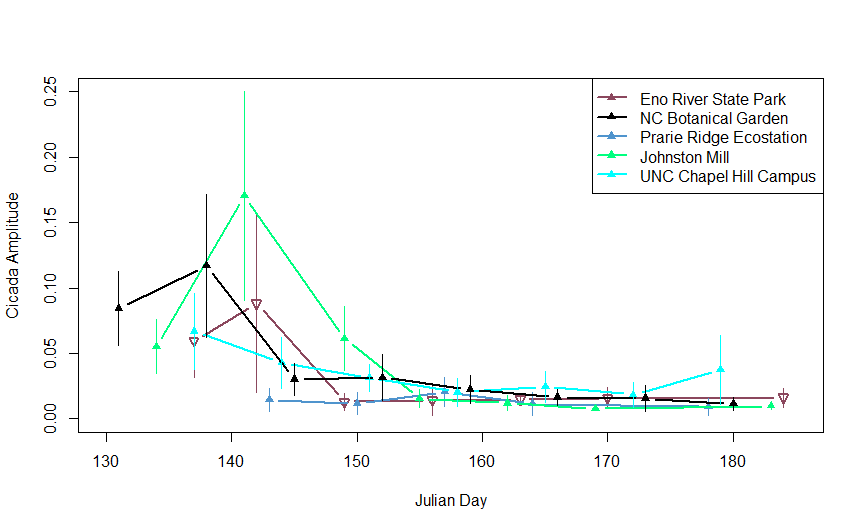 Eno River State Park
NC Botanical Garden
Prarie Ridge Ecostation
Johnston Mill
UNC Chapel Hill Campus
Cicada Amplitude
0.25
0.20
0.15
0.10
0.05
0.00
130 140 150 160 170 180
Julian Day